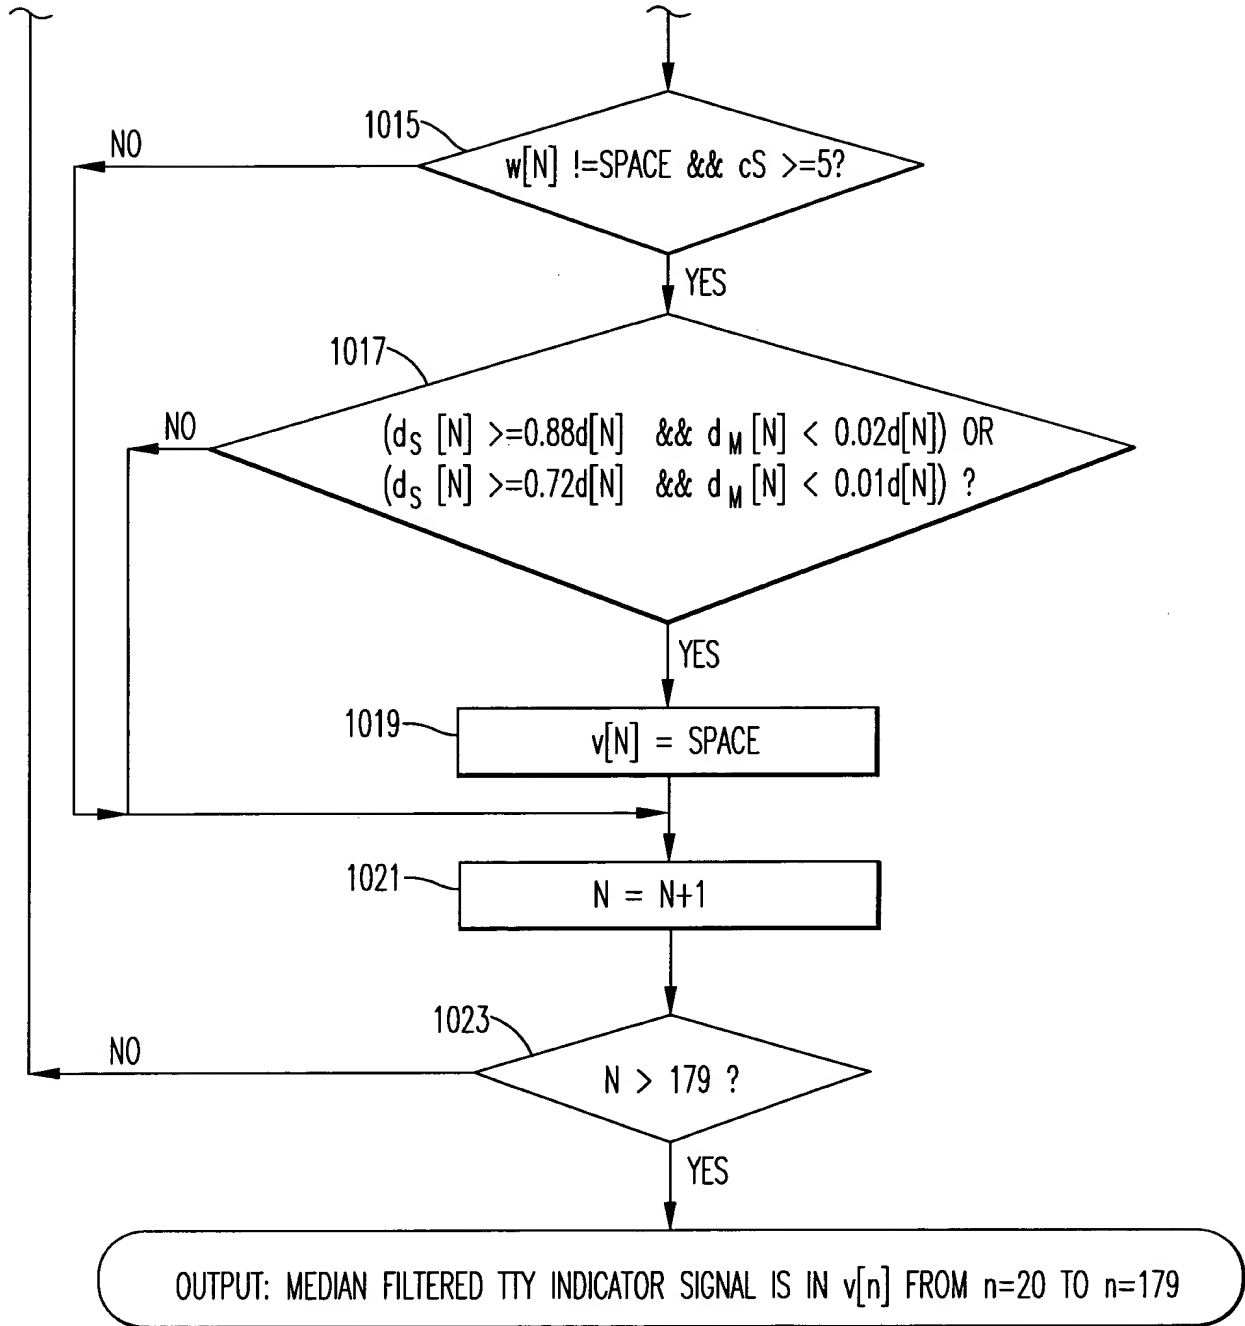 1015
NO
w[N] !=SPACE && cS >=5?
YES
1017
NO
(dS [N] >=0.88d[N] && dM [N] < 0.02d[N]) OR
(dS [N] >=0.72d[N] && dM [N] < 0.01d[N]) ?
YES
1019
v[N] = SPACE
1021
N = N+1
1023
NO
N > 179 ?
YES
OUTPUT: MEDIAN FILTERED TTY INDICATOR SIGNAL IS IN v[n] FROM n=20 TO n=179